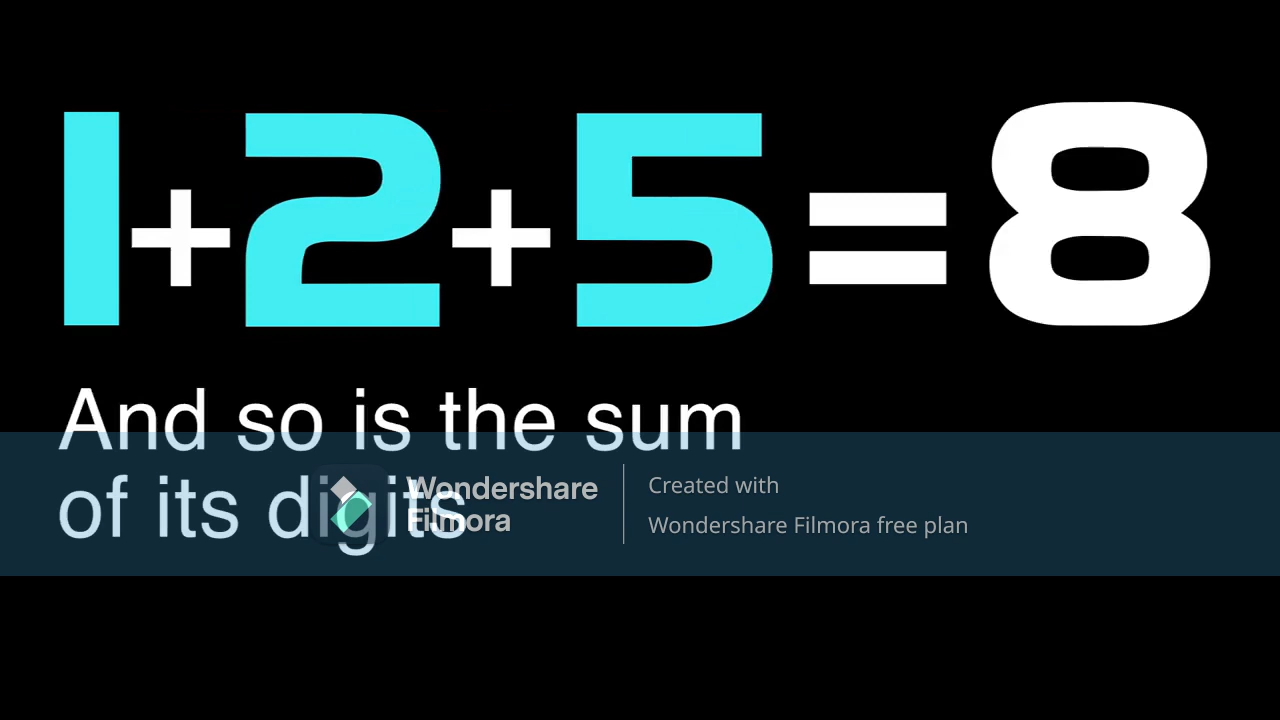 1+2+5=8
And so is the sum
of its digits
Wondershare
Filmora
Created with
Wondershare Filmora free plan